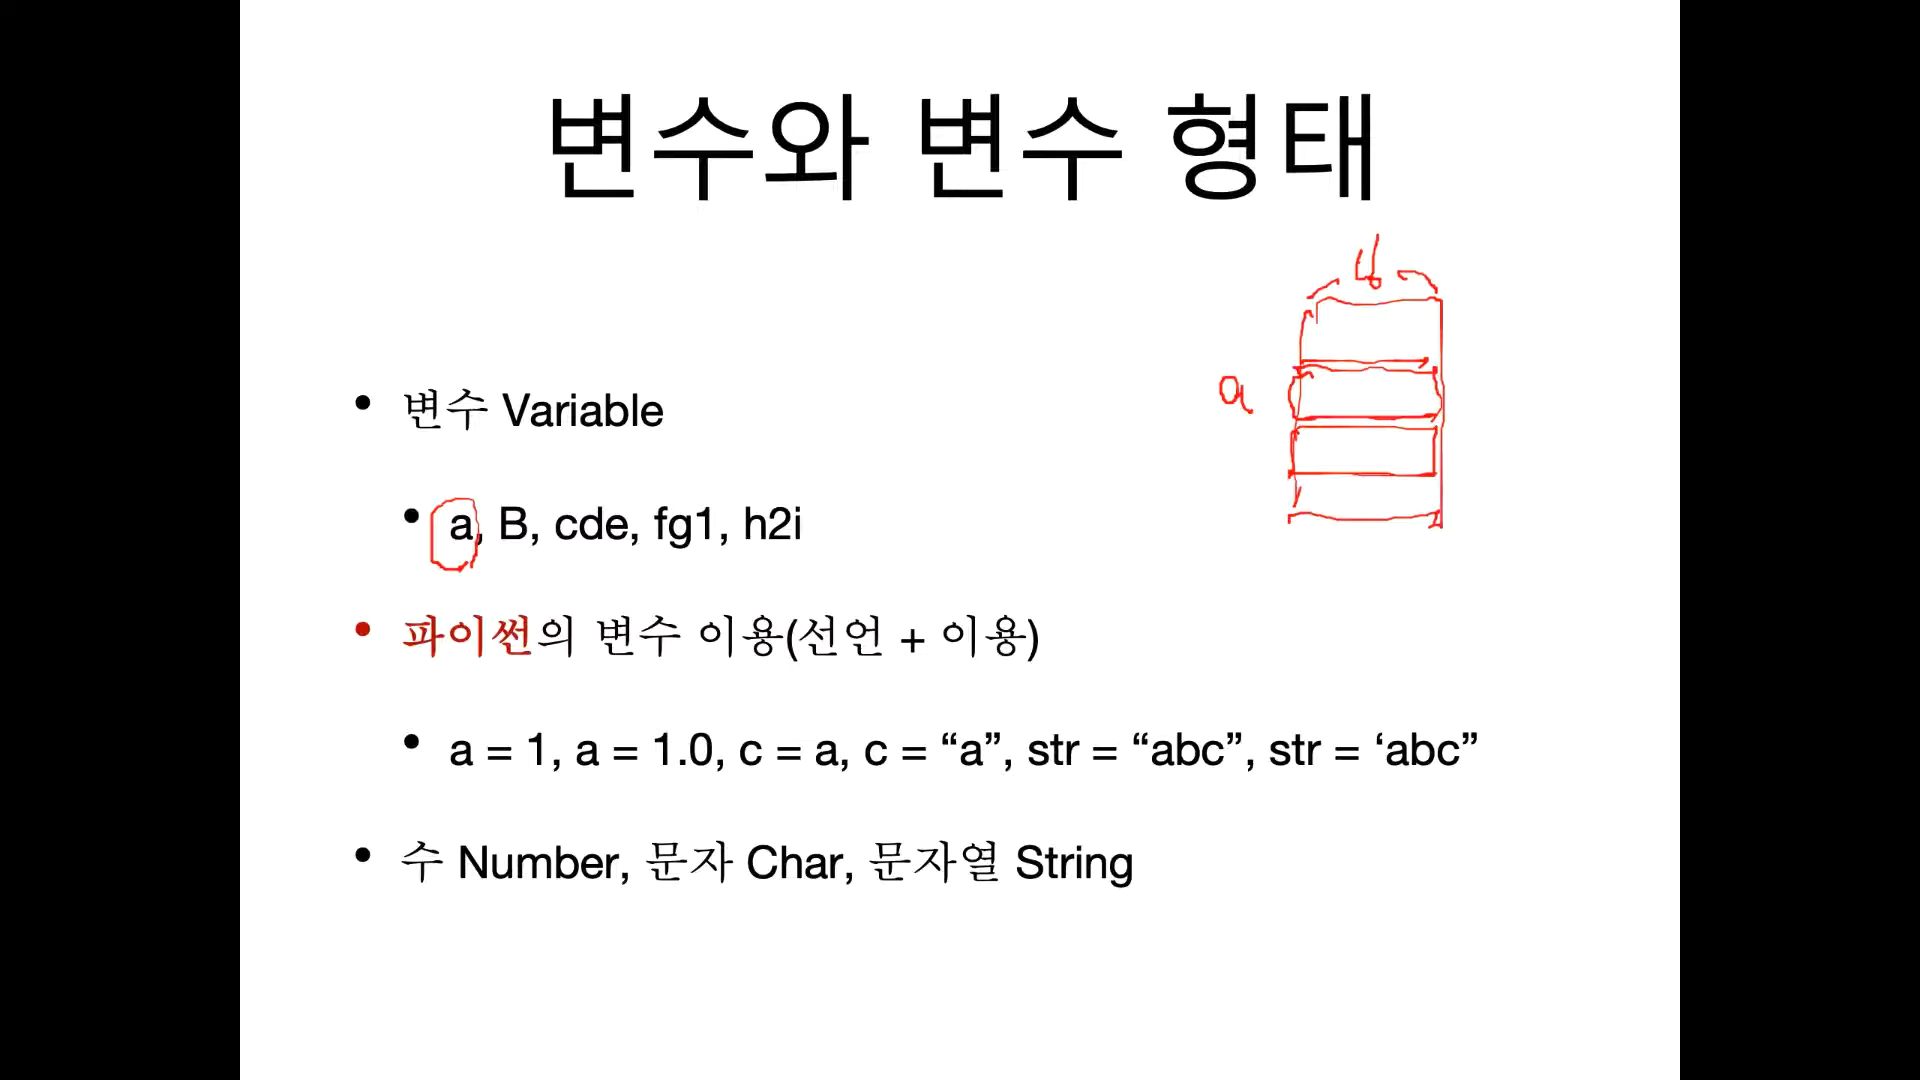 변수와 변수 형태
• 변수 Variable
a
• a, B, cde, fg1, h2i
• 파이썬의 변수 이용(선언 + 이용)
• a = 1, a = 1.0, c = a, c = “a”, str = “abc”, str = ‘abc”
• 수 Number, 문자 Char, 문자열 String